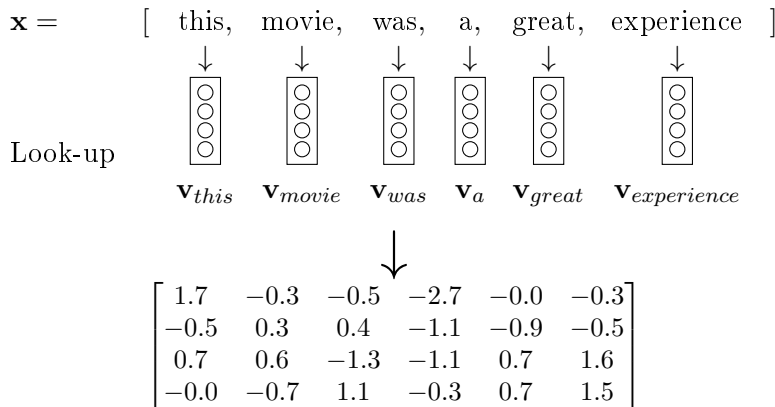 x = [ this, movie, was, a, great, experience ]
Look-up
v_this v_movie v_was v_a v_great v_experience
1.7 −0.3 −0.5 −2.7 −0.0 −0.3
−0.5 0.3 0.4 −1.1 −0.9 −0.5
0.7 0.6 −1.3 −1.1 0.7 1.6
−0.0 −0.7 1.1 −0.3 0.7 1.5